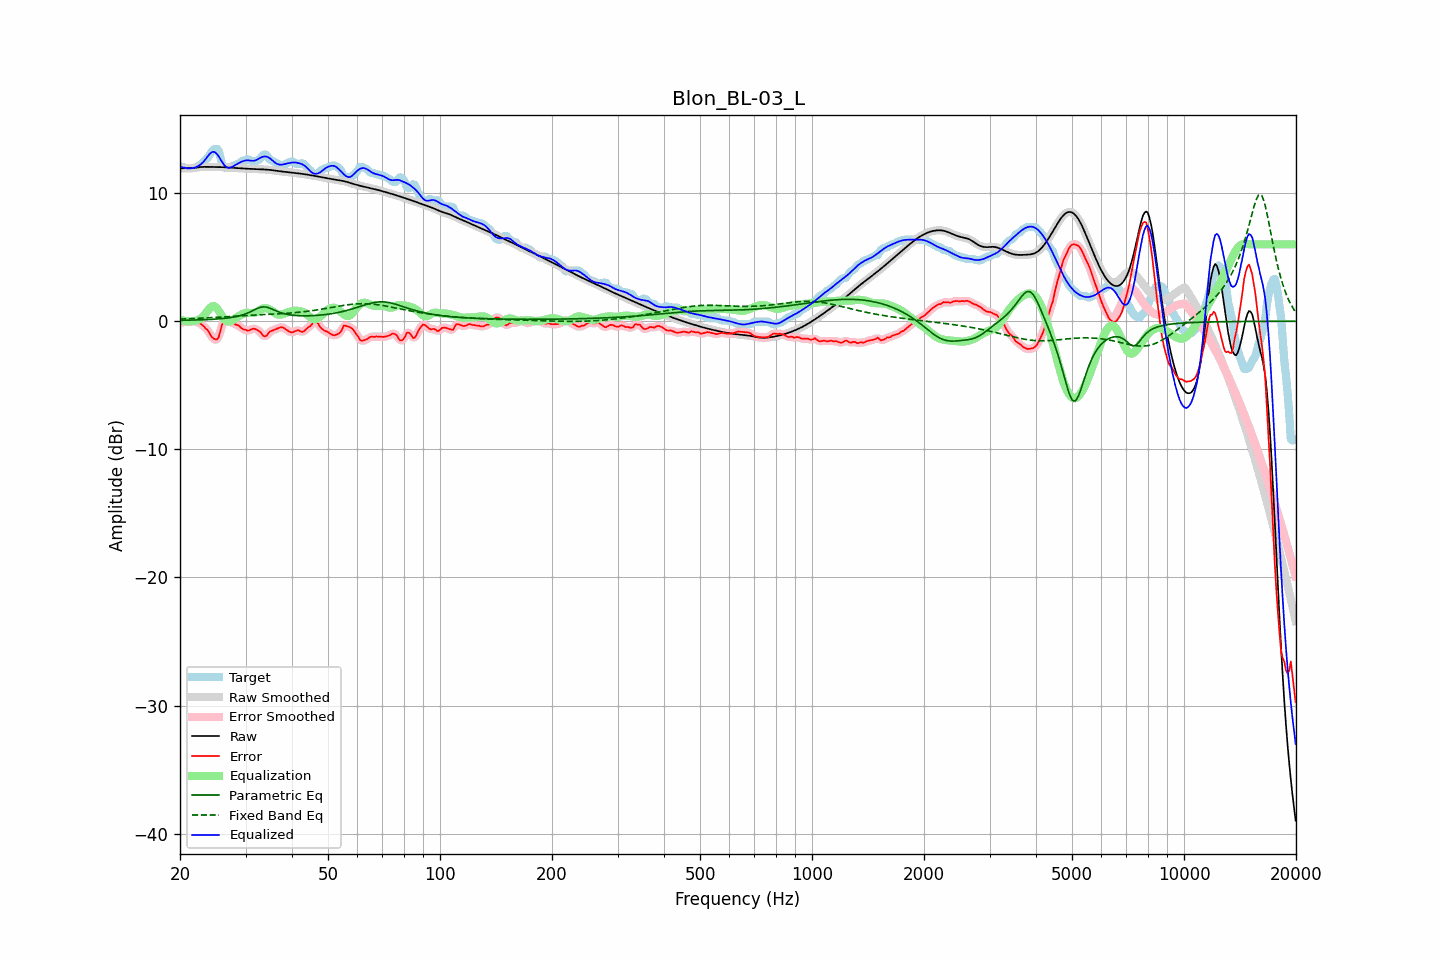 Blon_BL-03_L
10
0
−10
−20
−30
−40
Amplitude (dBr)
Target
Raw Smoothed
Error Smoothed
Raw
Error
Equalization
Parametric Eq
Fixed Band Eq
Equalized
20 50 100 200 500 1000 2000 5000 10000 20000
Frequency (Hz)